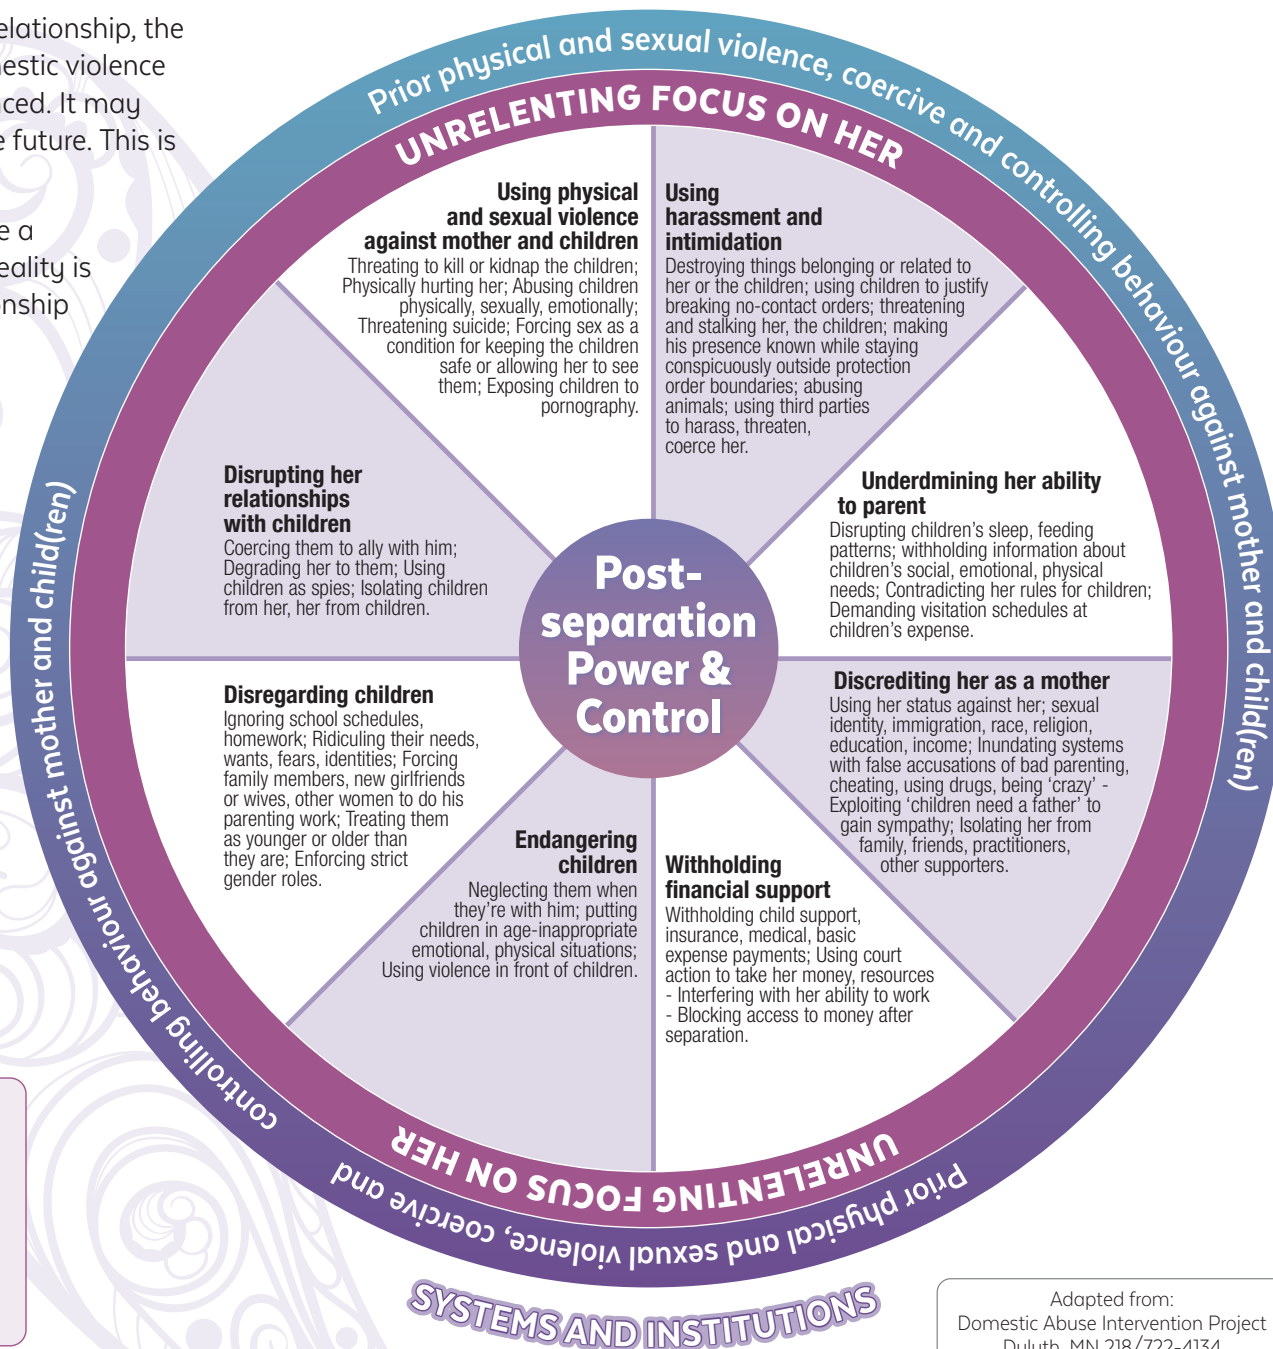 elationship, the
nestic violence
nced. It may
e future. This is
e a
eality is
onship
Prior physical and sexual violence, coercive and controlling behaviour against mother and child(ren)
UNRELENTING FOCUS ON HER
Using physical
and sexual violence
against mother and children
Threating to kill or kidnap the children;
Physically hurting her; Abusing children
physically, sexually, emotionally;
Threatening suicide; Forcing sex as a
condition for keeping the children
safe or allowing her to see
them; Exposing children to
pornography.
Using
harassment and
intimidation
Destroying things belonging or related to
her or the children; using children to justify
breaking no-contact orders; threatening
and stalking her, the children; making
his presence known while staying
conspicuously outside protection
order boundaries; abusing
animals; using third parties
to harass, threaten,
coerce her.
Underdmining her ability
to parent
Disrupting children's sleep, feeding
patterns; withholding information about
children's social, emotional, physical
needs; Contradicting her rules for children;
Demanding visitation schedules at
children's expense.
Discrediting her as a mother
Using her status against her; sexual
identity, immigration, race, religion,
education, income; Inundating systems
with false accusations of bad parenting,
cheating, using drugs, being 'crazy' -
Exploiting 'children need a father' to
gain sympathy; Isolating her from
family, friends, practitioners,
other supporters.
Withholding
financial support
Withholding child support,
insurance, medical, basic
expense payments; Using court
action to take her money, resources
- Interfering with her ability to work
- Blocking access to money after
separation.
Endangering
children
Neglecting them when
they're with him; putting
children in age-inappropriate
emotional, physical situations;
Using violence in front of children.
Disregarding children
Ignoring school schedules,
homework; Ridiculing their needs,
wants, fears, identities; Forcing
family members, new girlfriends
or wives, other women to do his
parenting work; Treating them
as younger or older than
they are; Enforcing strict
gender roles.
Disrupting her
relationships
with children
Coercing them to ally with him;
Degrading her to them; Using
children as spies; Isolating children
from her, her from children.
Post-
separation
Power &
Control
UNRELENTING FOCUS ON HER
Prior physical and sexual violence, coercive and controlling behaviour against mother and child(ren)
SYSTEMS AND INSTITUTIONS
Adapted from:
Domestic Abuse Intervention Project
Duluth, MN 218/722-4134